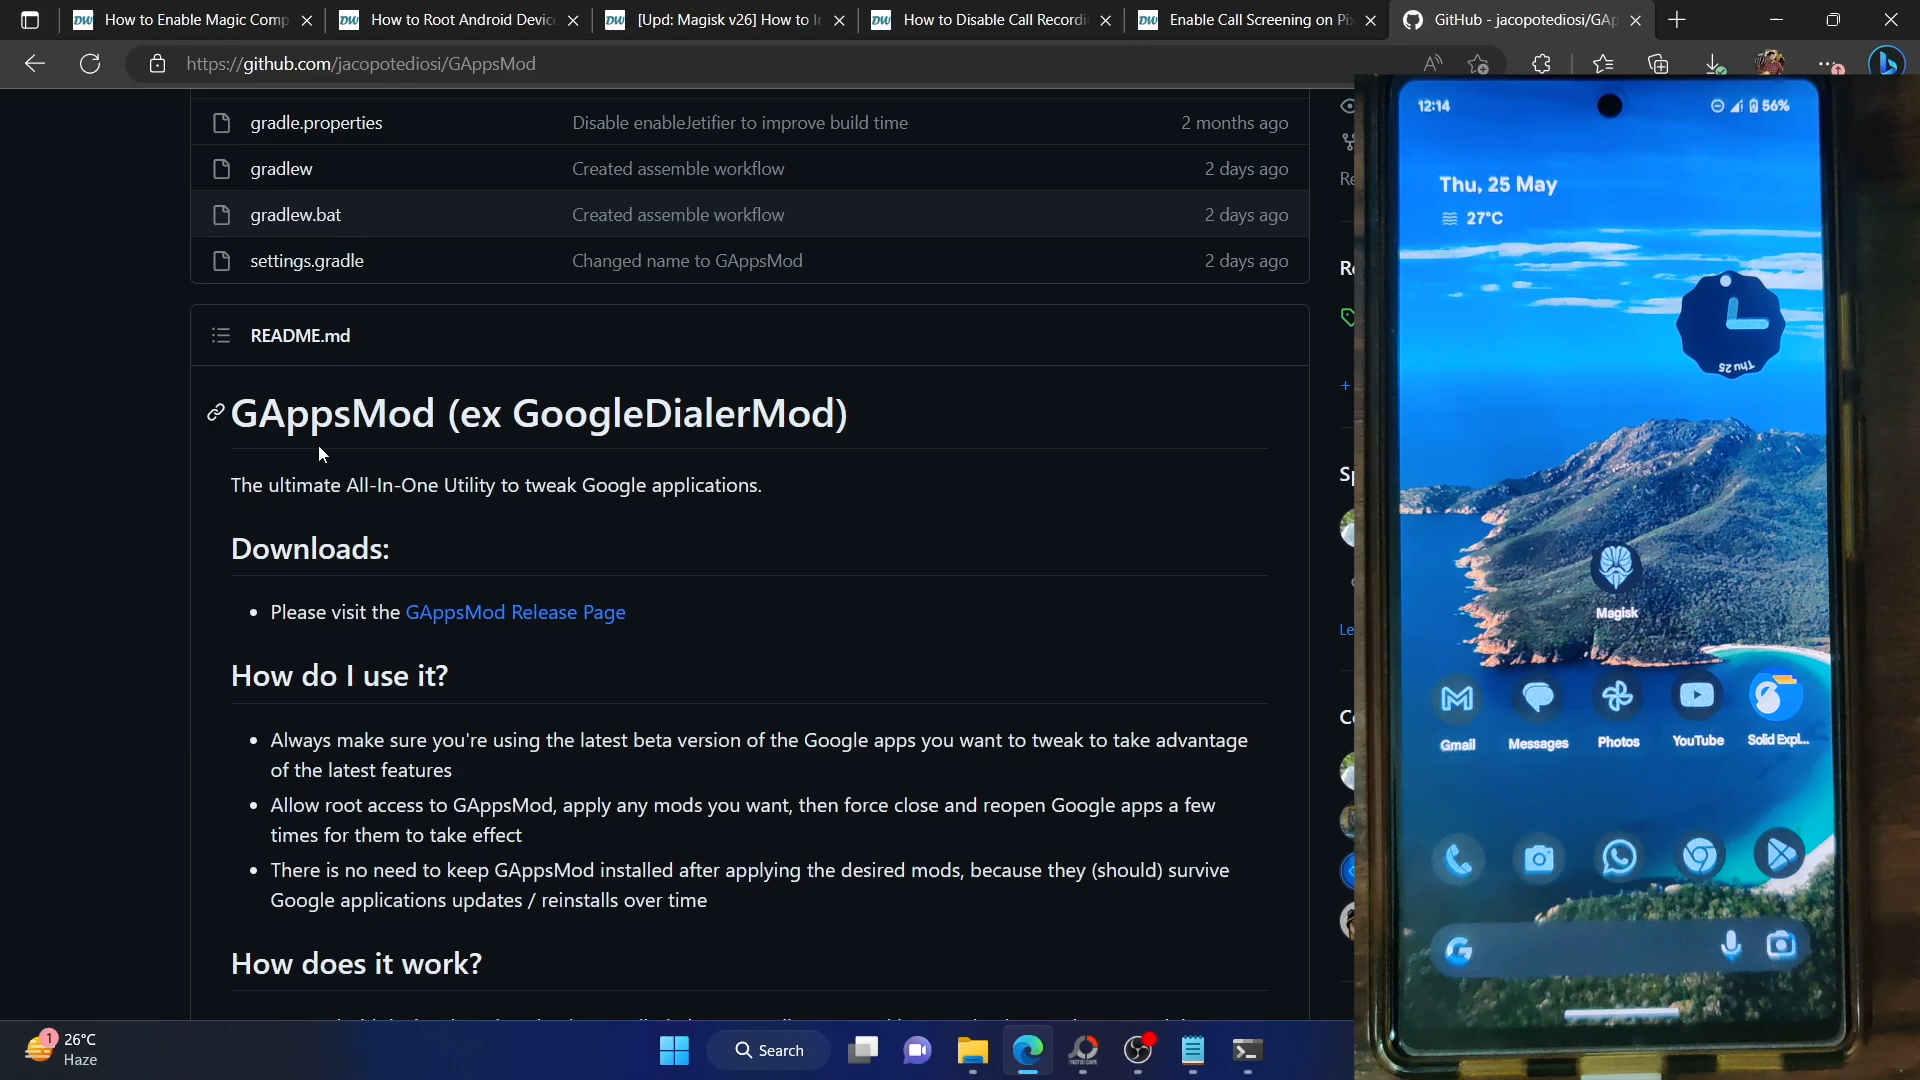 How to Enable Magic Comp
How to Root Android Devic
[Upd: Magisk v26] How to I
How to Disable Call Recordi
Enable Call Screening on Pix
GitHub - jacopotediosi/GAp
https://github.com/jacopotediosi/GAppsMod
gradle.properties Disable enableJetifier to improve build time 2 months ago
gradlew Created assemble workflow 2 days ago
gradlew.bat Created assemble workflow 2 days ago
settings.gradle Changed name to GAppsMod 2 days ago
README.md
GAppsMod (ex GoogleDialerMod)
The ultimate All-In-One Utility to tweak Google applications.
Downloads:
Please visit the GAppsMod Release Page
How do I use it?
Always make sure you're using the latest beta version of the Google apps you want to tweak to take advantage
of the latest features
Allow root access to GAppsMod, apply any mods you want, then force close and reopen Google apps a few
times for them to take effect
There is no need to keep GAppsMod installed after applying the desired mods, because they (should) survive
Google applications updates / reinstalls over time
How does it work?
Re
Sp
Le
12:14
56%
Thu, 25 May
27°C
Thu 25
Magisk
Gmail
Messages
Photos
YouTube
Solid Expl...
1
26°C
Haze
Search